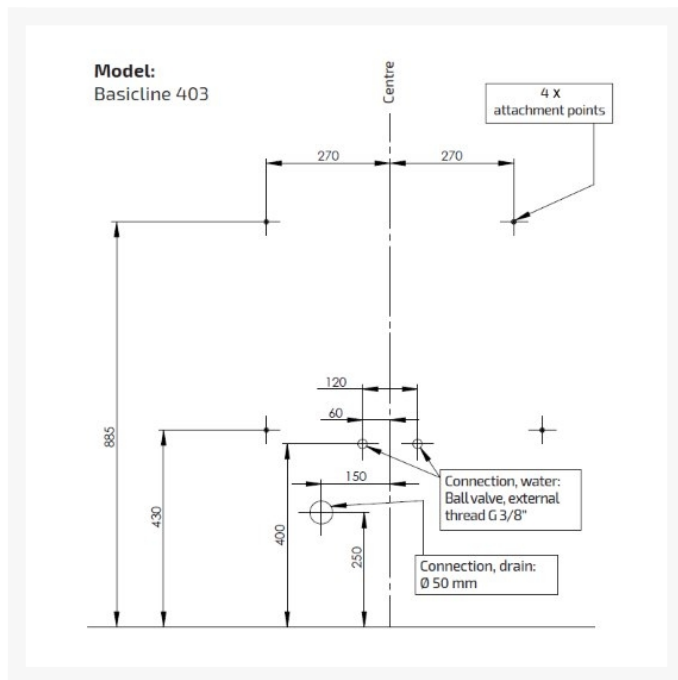 Model:
Basicline 403
Centre
4 x
attachment points
270
270
885
120
60
430
400
150
250
Connection, water:
Ball valve, external
thread G 3/8"
Connection, drain:
Ø 50 mm